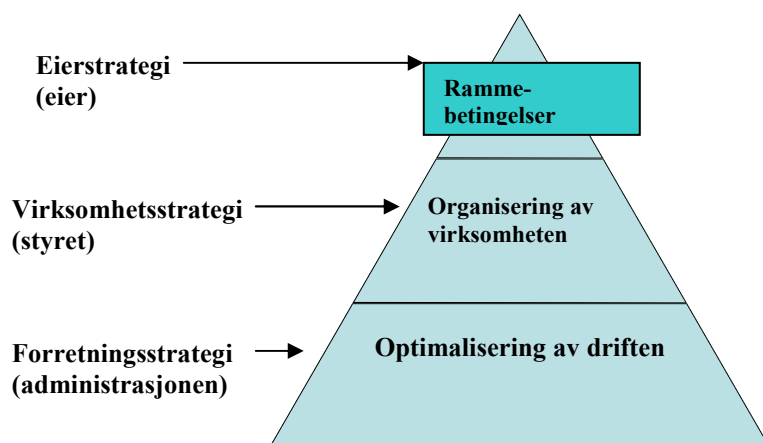 Eierstrategi
(eier)
Ramme-
betingelser
Virksomhetsstrategi
(styret)
Organisering av
virksomheten
Forretningsstrategi
(administrasjonen)
Optimalisering av driften